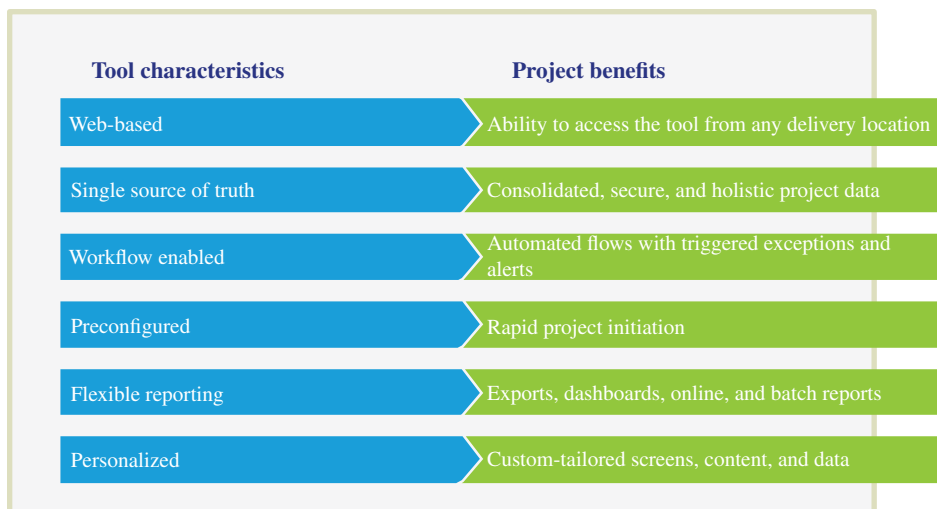 Tool characteristics Project benefits
Web-based Ability to access the tool from any delivery location
Single source of truth Consolidated, secure, and holistic project data
Workflow enabled Automated flows with triggered exceptions and
alerts
Preconfigured Rapid project initiation
Flexible reporting Exports, dashboards, online, and batch reports
Personalized Custom-tailored screens, content, and data